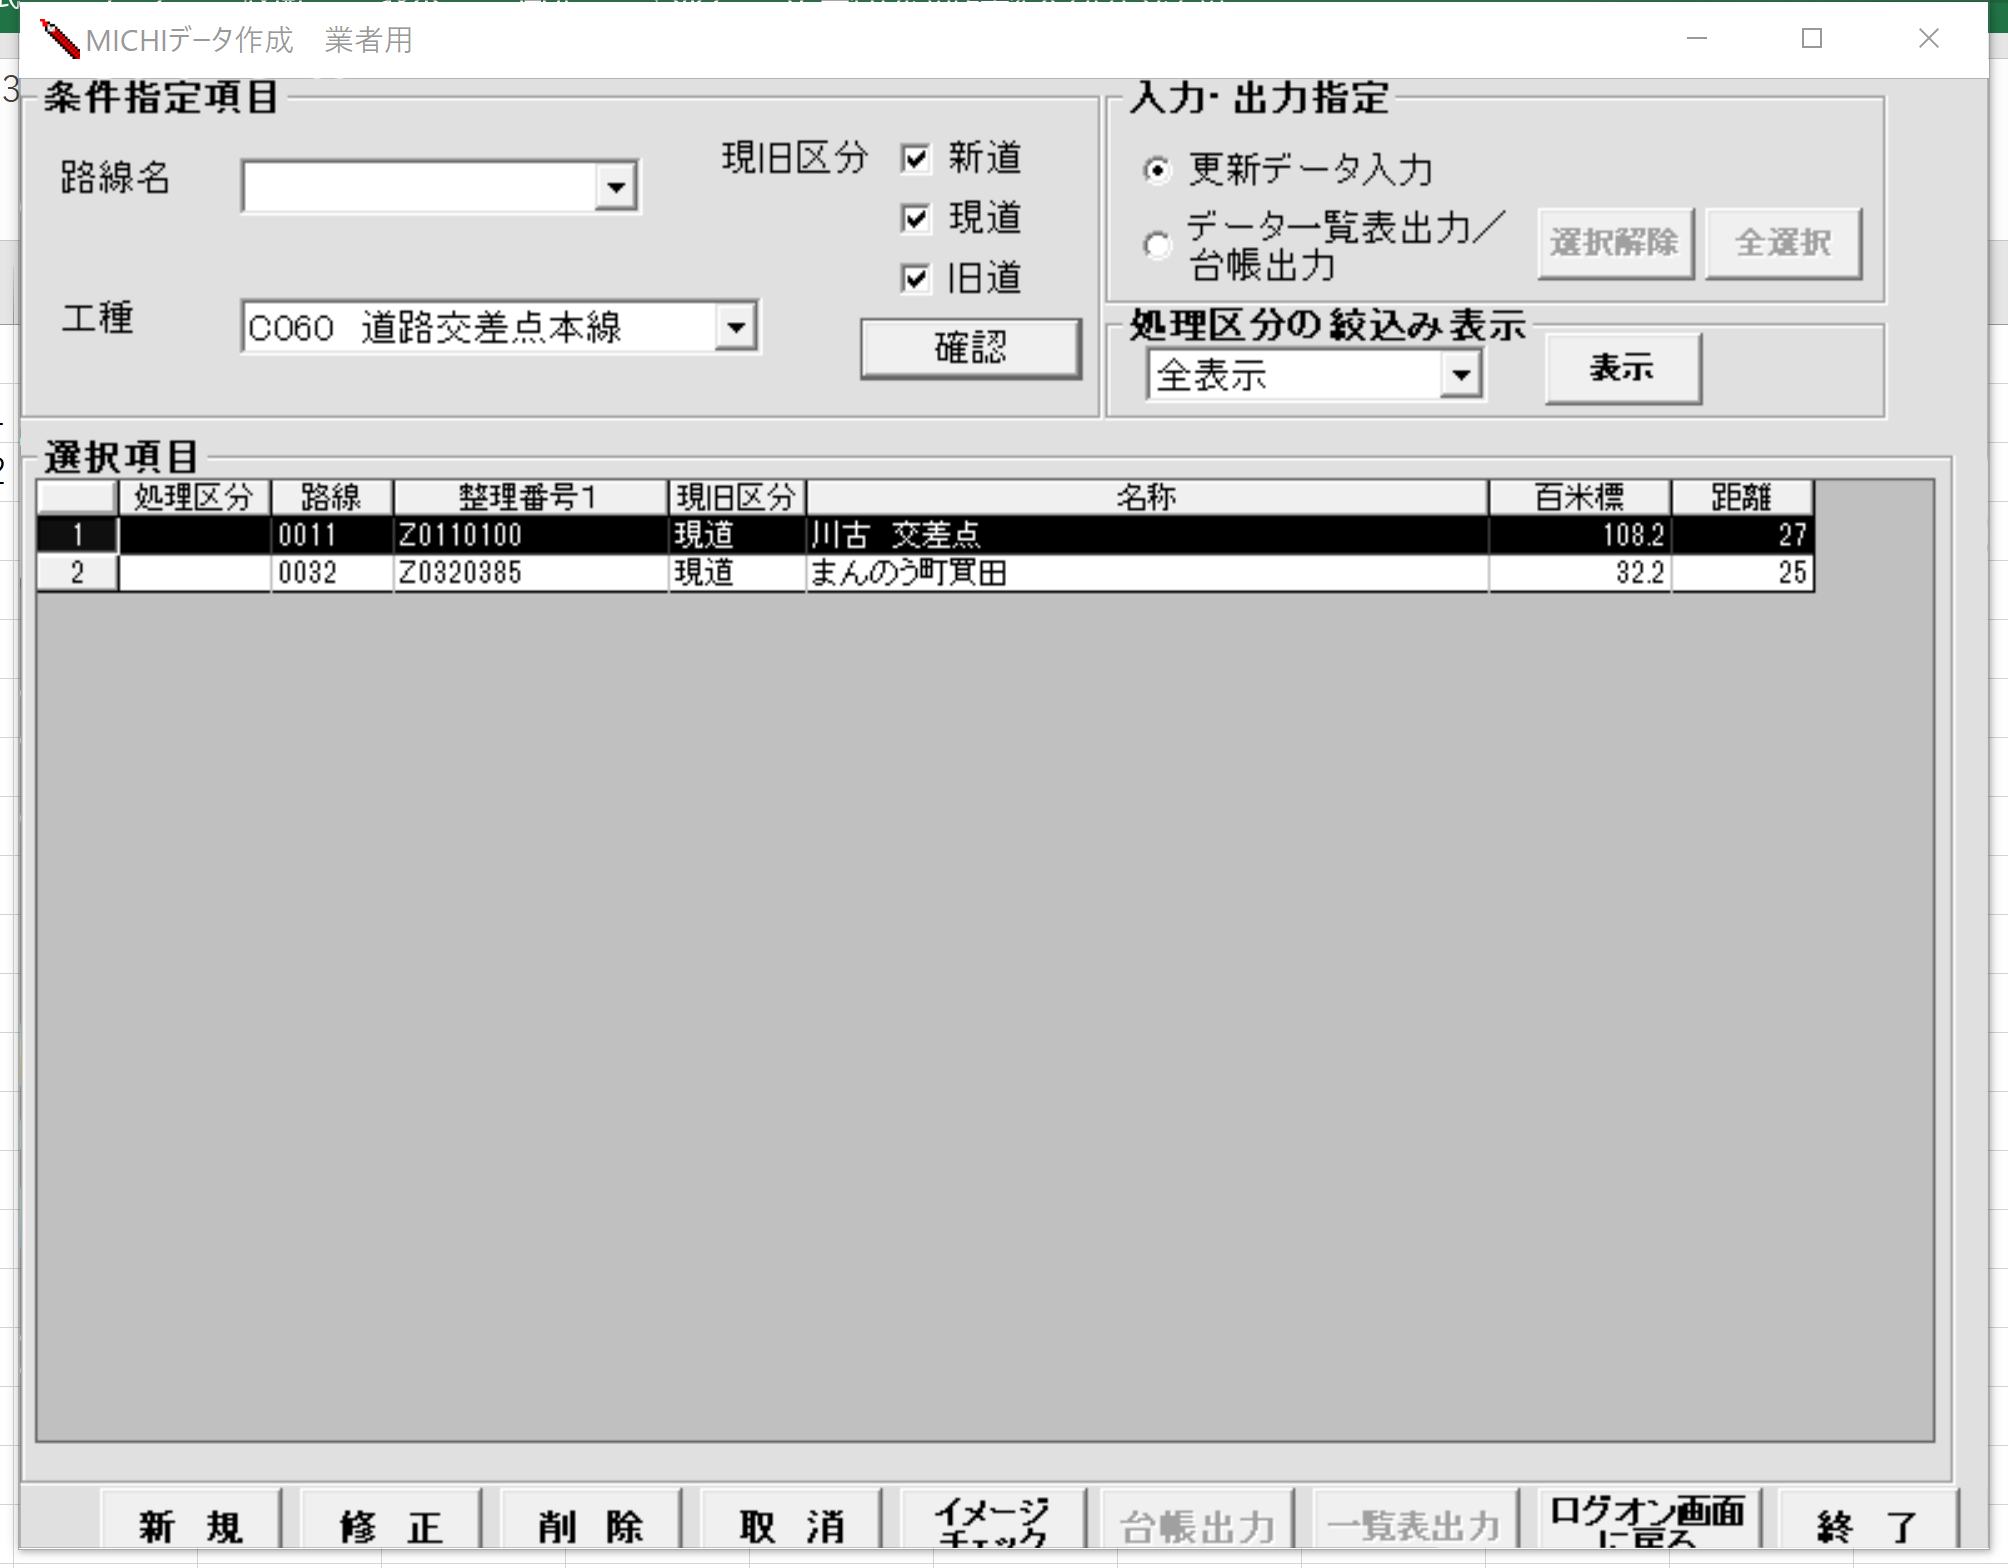 MICHIデータ作成　業者用
条件指定項目
路線名
現旧区分
新道
現道
旧道
工種
C060　道路交差点本線
確認
入力・出力指定
更新データ入力
データ一覧表出力／
台帳出力
選択解除
全選択
処理区分の絞込み表示
全表示
表示
選択項目
処理区分 路線 整理番号1 現旧区分 名称 百米標 距離
1 0011 Z0110100 現道 川古　交差点 108.2 27
2 0032 Z0320385 現道 まんのう町買田 32.2 25
新　規
修　正
削　除
取　消
イメージ
チェック
台帳出力
一覧表出力
ログオン画面
に戻る
終　了